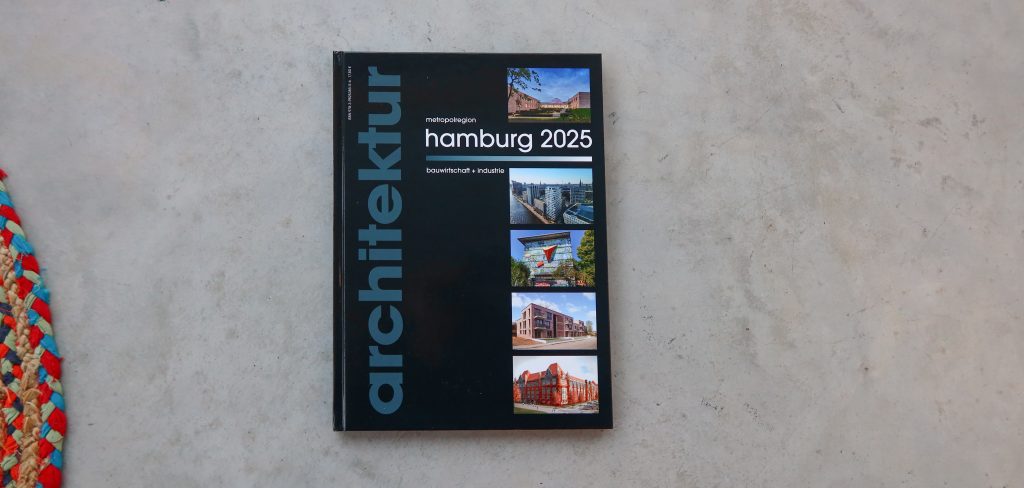 architektur
metropolregion
hamburg 2025
bauwirtschaft + industrie